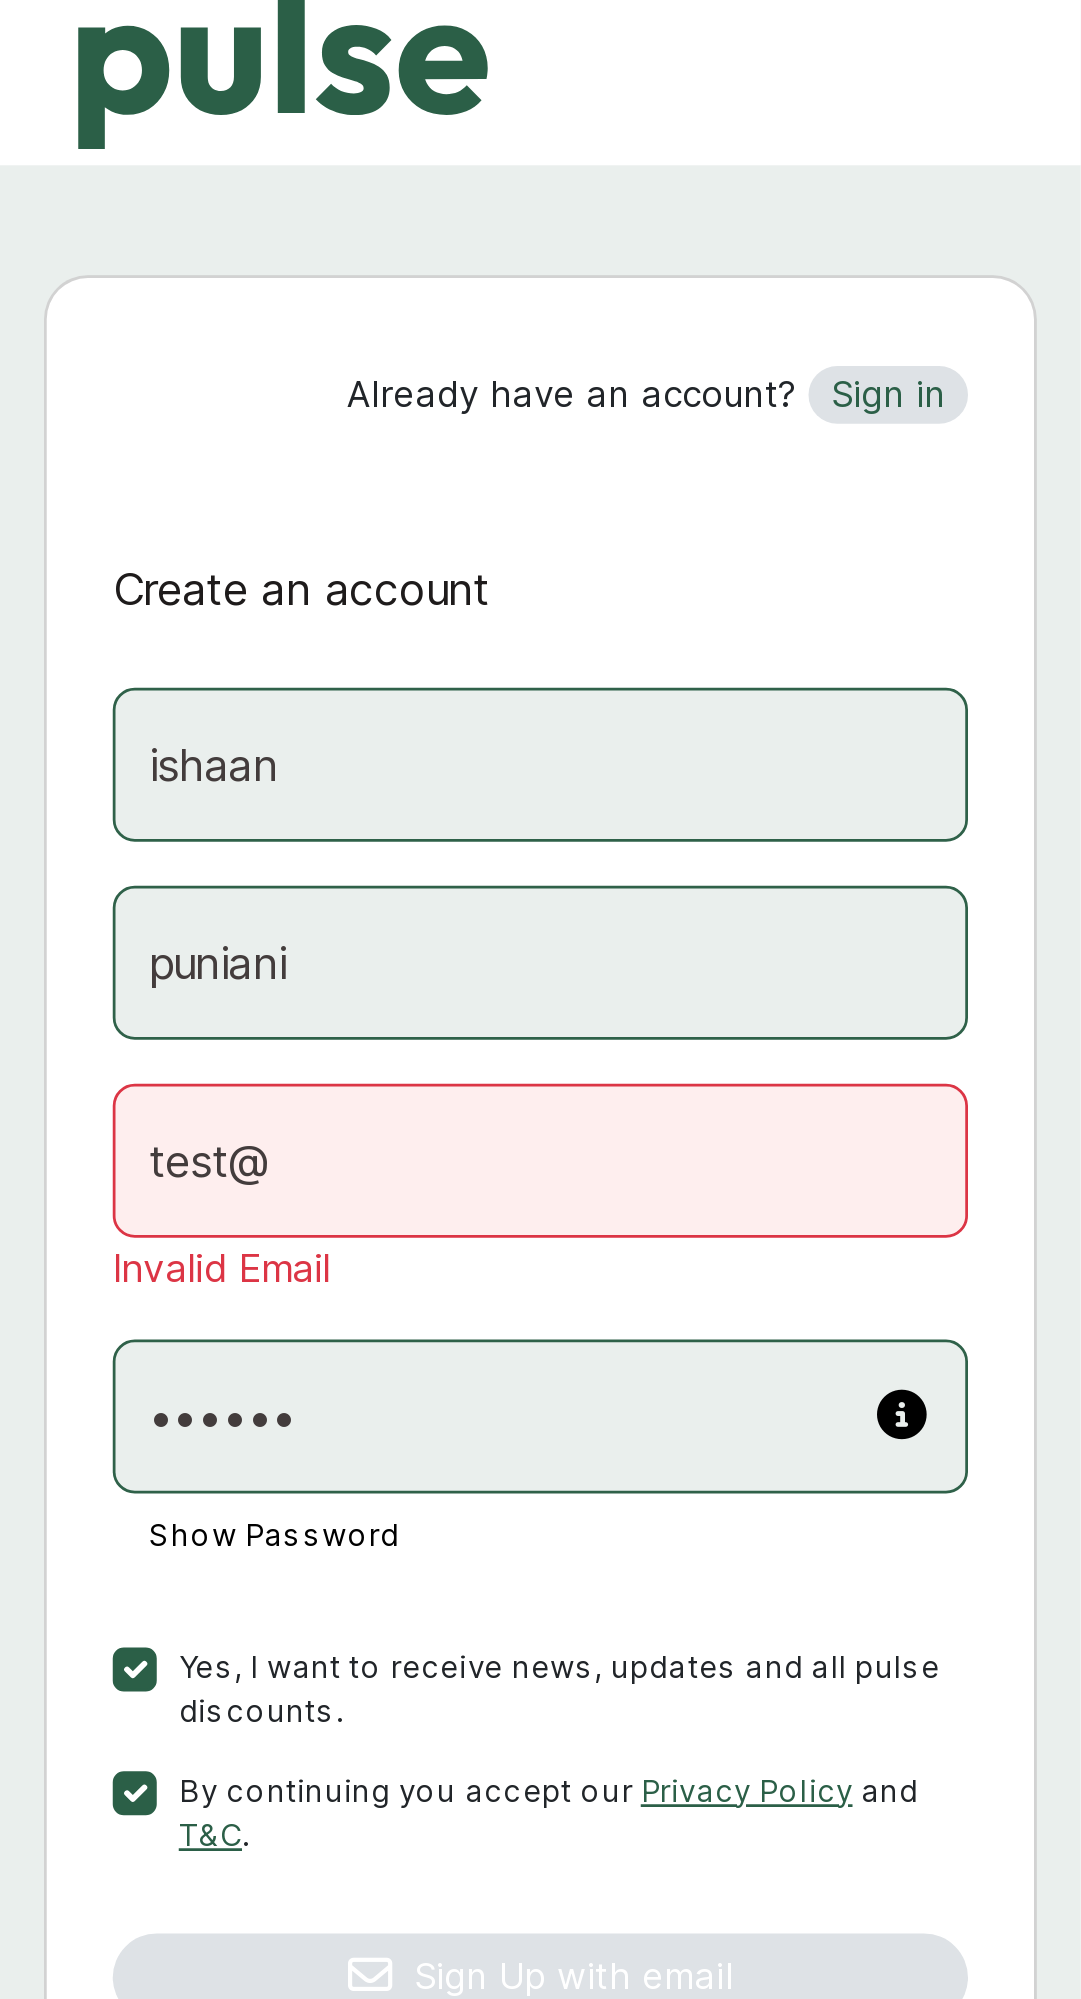 pulse
Already have an account? Sign in
Create an account
ishaan
puniani
test@
Invalid Email
••••••
Show Password
Yes, I want to receive news, updates and all pulse
discounts.
By continuing you accept our Privacy Policy and
T&C.
Sign Up with email